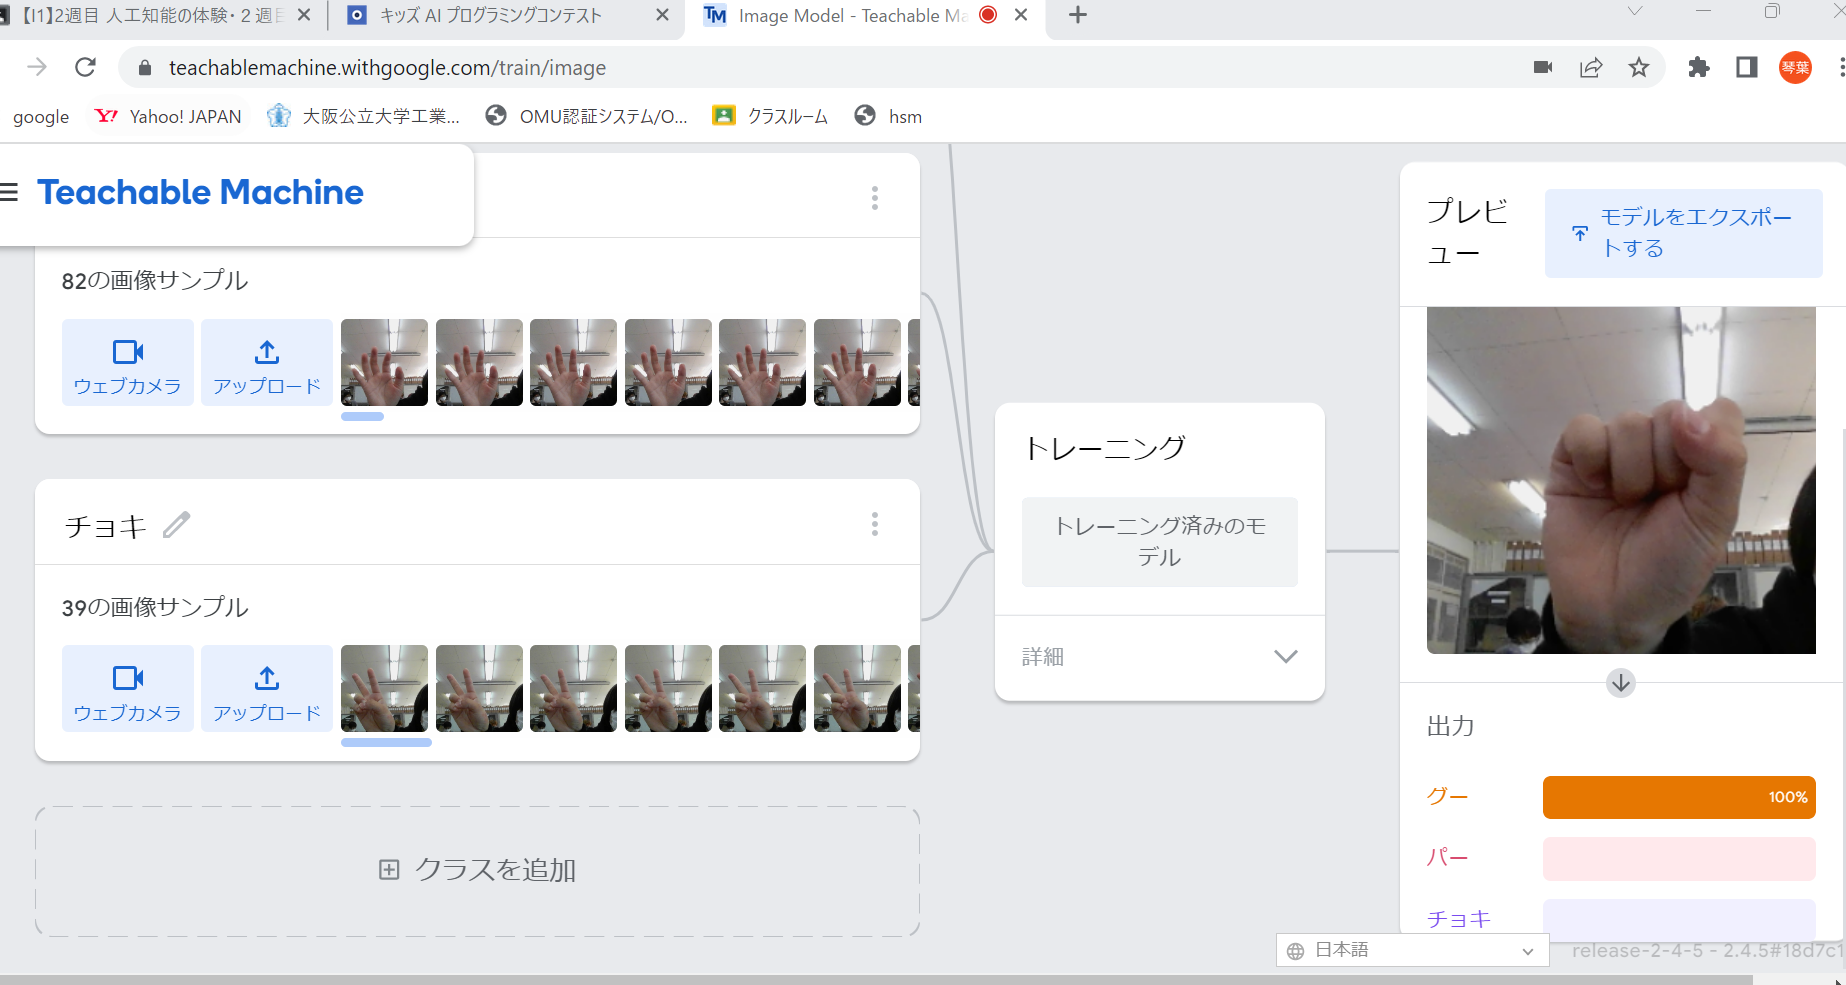 【I1】2週目 人工知能の体験・２週目
キッズ AI プログラミングコンテスト
TM Image Model - Teachable Ma
teachablemachine.withgoogle.com/train/image
琴葉
google
Yahoo! JAPAN
大阪公立大学工業...
OMU認証システム/O...
クラスルーム
hsm
Teachable Machine
82の画像サンプル
ウェブカメラ
アップロード
チョキ
39の画像サンプル
ウェブカメラ
アップロード
クラスを追加
トレーニング
トレーニング済みのモ
デル
詳細
プレビ
ュー
モデルをエクスポー
トする
出力
グー
100%
パー
チョキ
日本語
release-2-4-5 - 2.4.5#18d7c1